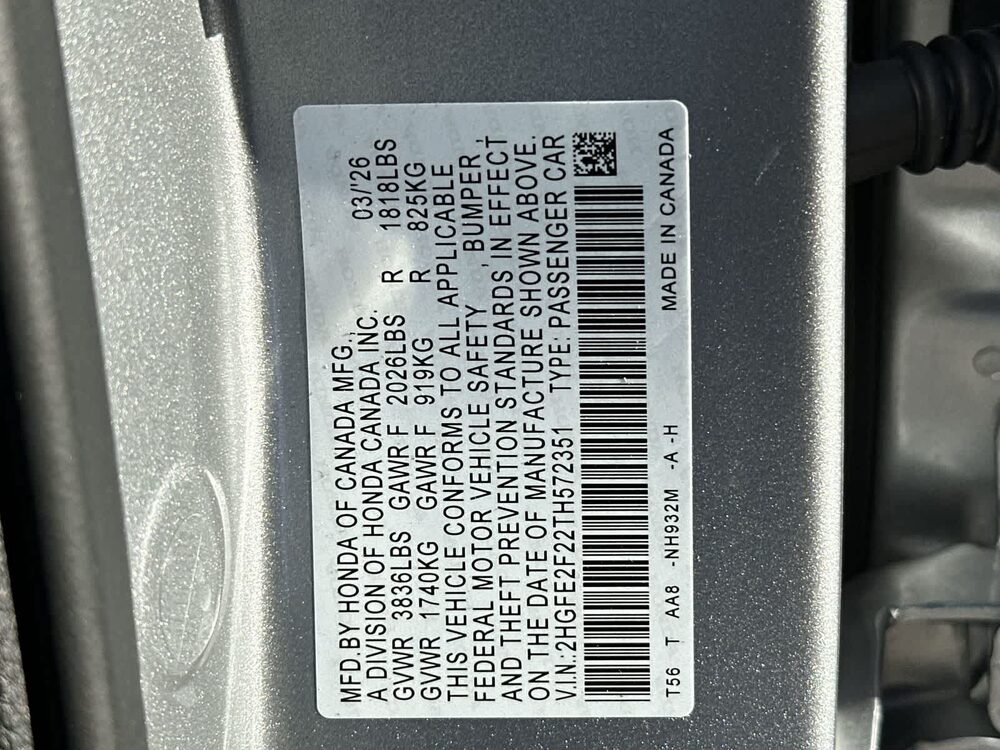 MFD.BY HONDA OF CANADA MFG.,
A DIVISION OF HONDA CANADA INC. 03/'26
GVWR 3836LBS GAWR F 2026LBS R 1818LBS
GVWR 1740KG GAWR F 919KG R 825KG
THIS VEHICLE CONFORMS TO ALL APPLICABLE
FEDERAL MOTOR VEHICLE SAFETY , BUMPER ,
AND THEFT PREVENTION STANDARDS IN EFFECT
ON THE DATE OF MANUFACTURE SHOWN ABOVE.
V.IN.:2HGFE2F22TH572351 TYPE: PASSENGER CAR
T56 T AA8 -NH932M -A - H MADE IN CANADA